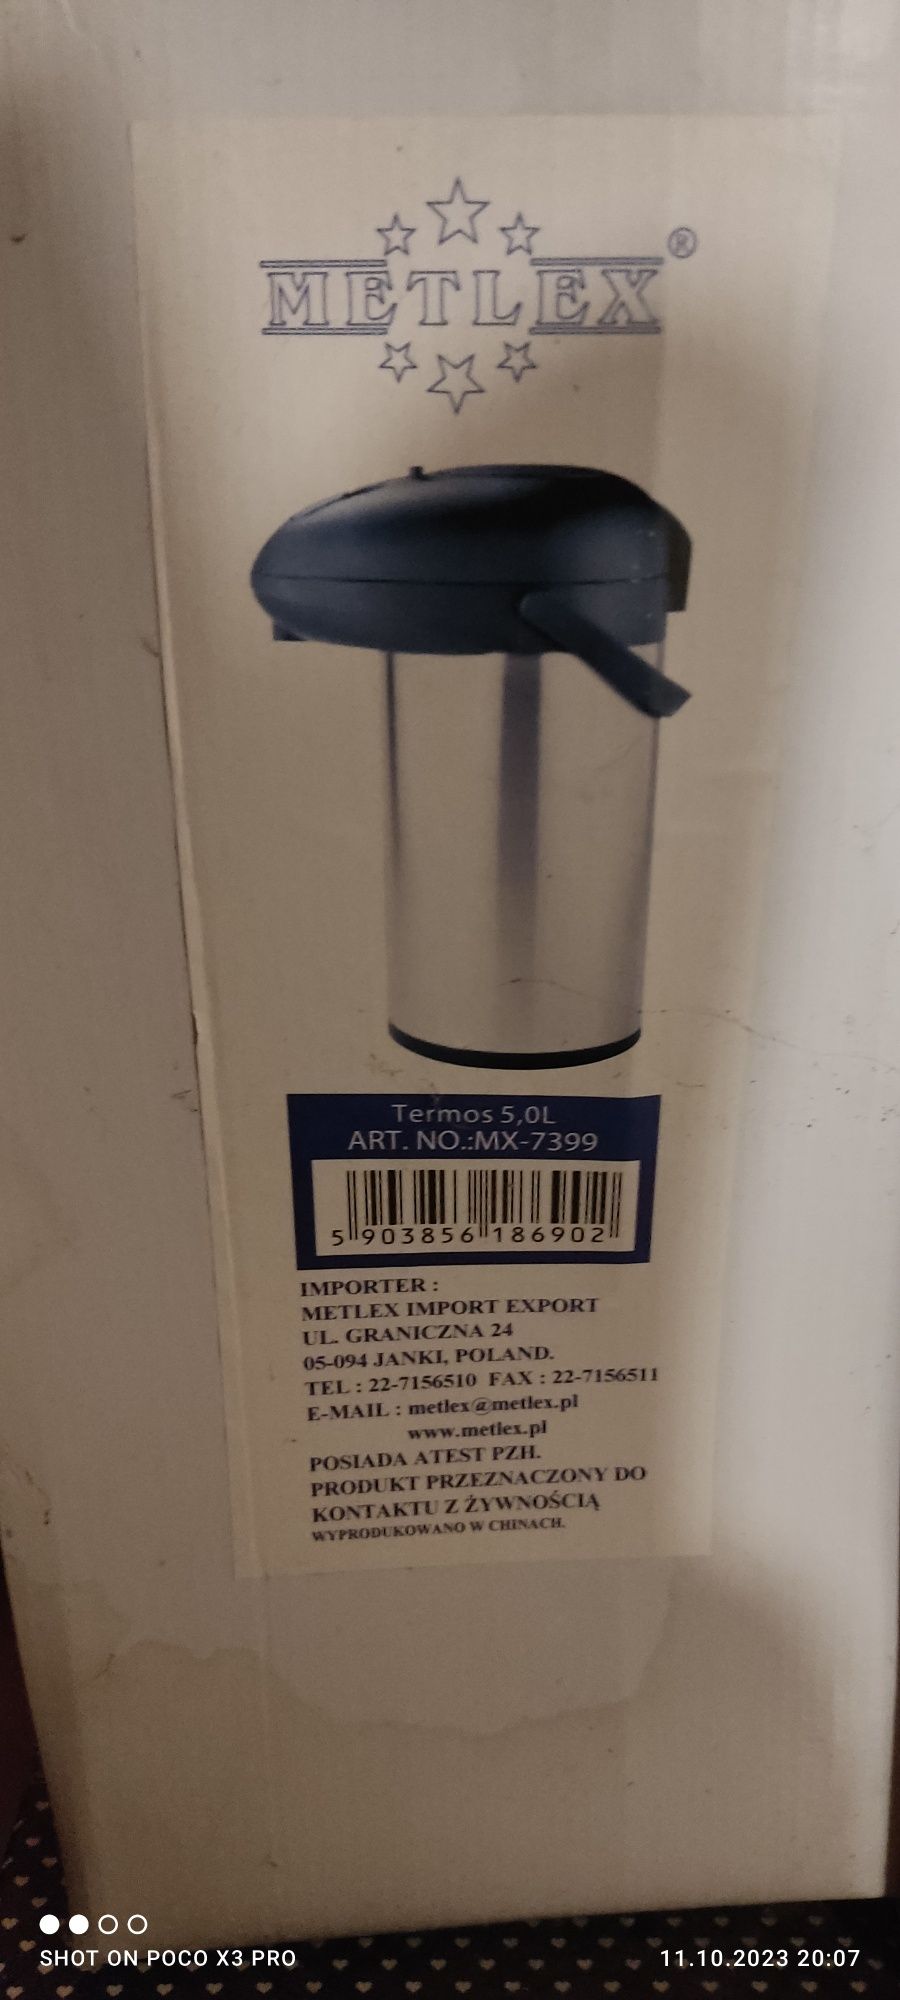 METLEX®
Termos 5,0L
ART. NO.:MX-7399
5 903856 186902
IMPORTER :
METLEX IMPORT EXPORT
UL. GRANICZNA 24
05-094 JANKI, POLAND.
TEL : 22-7156510 FAX : 22-7156511
E-MAIL : metlex@metlex.pl
www.metlex.pl
POSIADA ATEST PZH.
PRODUKT PRZEZNACZONY DO
KONTAKTU Z ŻYWNOŚCIĄ
WYPRODUKOWANO W CHINACH.
SHOT ON POCO X3 PRO
11.10.2023 20:07